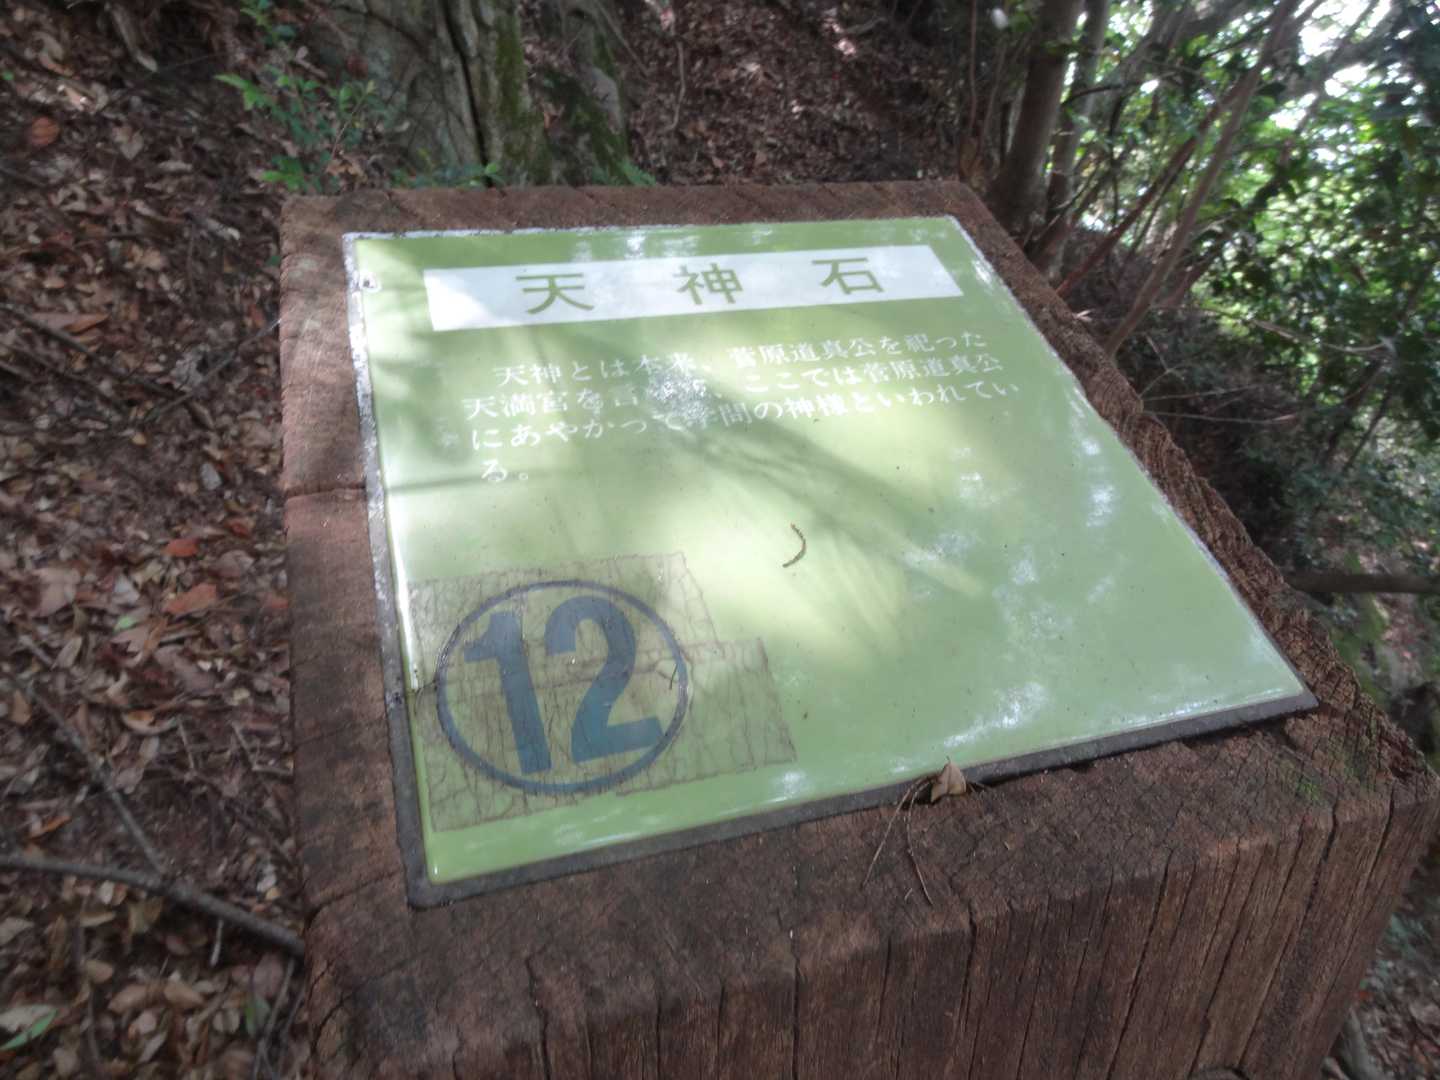 天神石
天神とは本来、菅原道真公を祀った
天満宮を言 、ここでは菅原道真公
にあやかって学問の神様といわれてい
る。
12